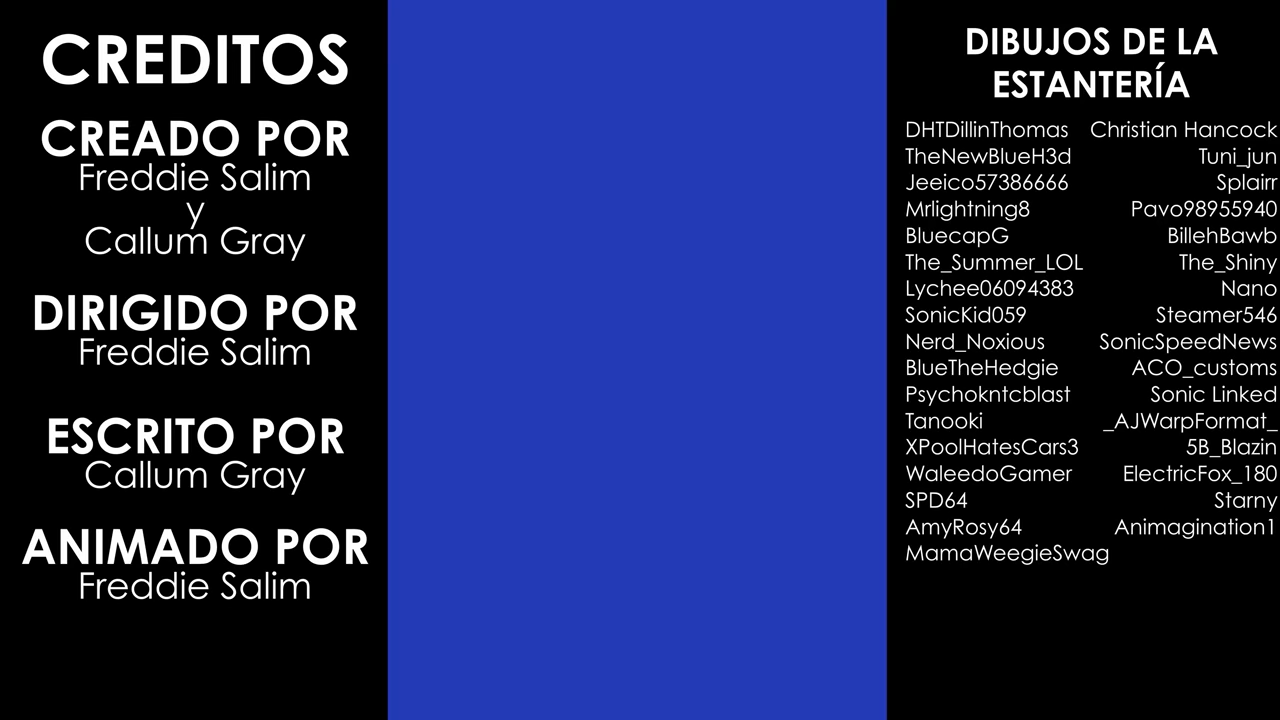 CREDITOS
CREADO POR
Freddie Salim
y
Callum Gray
DIRIGIDO POR
Freddie Salim
ESCRITO POR
Callum Gray
ANIMADO POR
Freddie Salim
DIBUJOS DE LA
ESTANTERÍA
DHTDillinThomas Christian Hancock
TheNewBlueH3d Tuni_jun
Jeeico57386666 Splairr
Mrlightning8 Pavo98955940
BluecapG BillehBawb
The_Summer_LOL The_Shiny
Lychee06094383 Nano
SonicKid059 Steamer546
Nerd_Noxious SonicSpeedNews
BlueTheHedgie ACO_customs
Psychokntcblast Sonic Linked
Tanooki _AJWarpFormat_
XPoolHatesCars3 5B_Blazin
WaleedoGamer ElectricFox_180
SPD64 Starny
AmyRosy64 Animagination1
MamaWeegieSwag